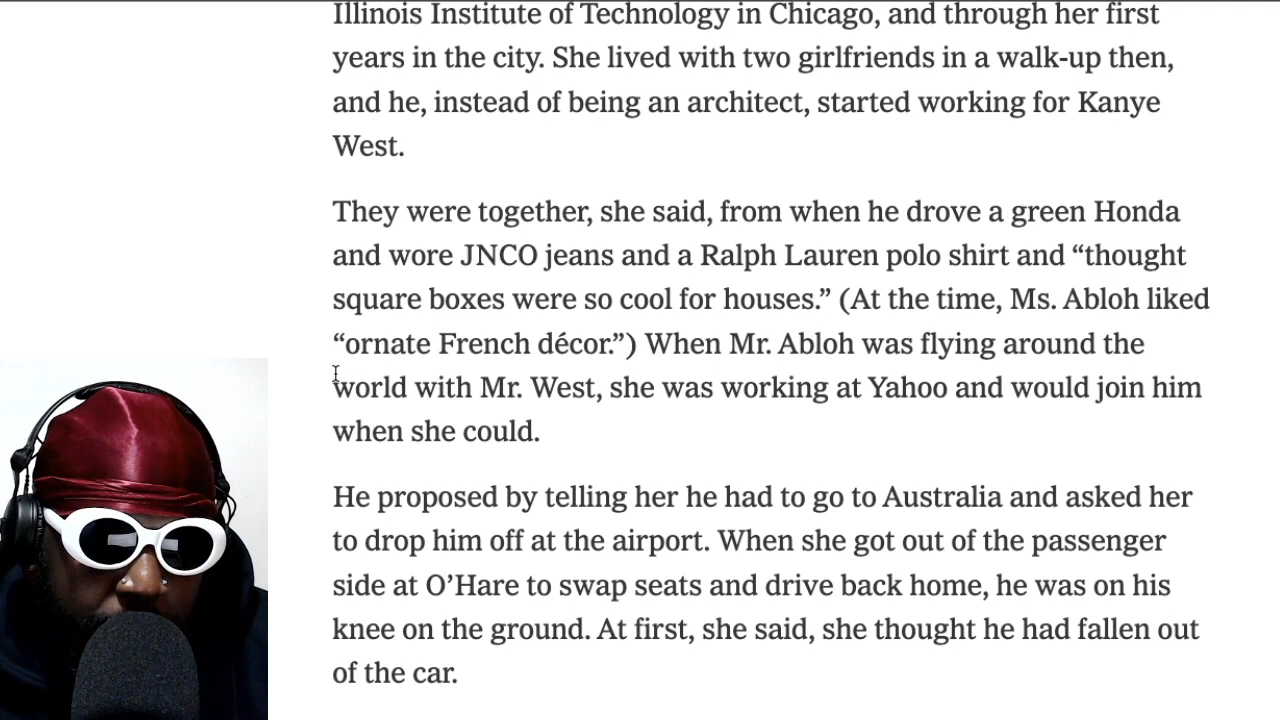 Illinois Institute of Technology in Chicago, and through her first
years in the city. She lived with two girlfriends in a walk-up then,
and he, instead of being an architect, started working for Kanye
West.
They were together, she said, from when he drove a green Honda
and wore JNCO jeans and a Ralph Lauren polo shirt and “thought
square boxes were so cool for houses.” (At the time, Ms. Abloh liked
“ornate French décor.”) When Mr. Abloh was flying around the
world with Mr. West, she was working at Yahoo and would join him
when she could.
He proposed by telling her he had to go to Australia and asked her
to drop him off at the airport. When she got out of the passenger
side at O’Hare to swap seats and drive back home, he was on his
knee on the ground. At first, she said, she thought he had fallen out
of the car.